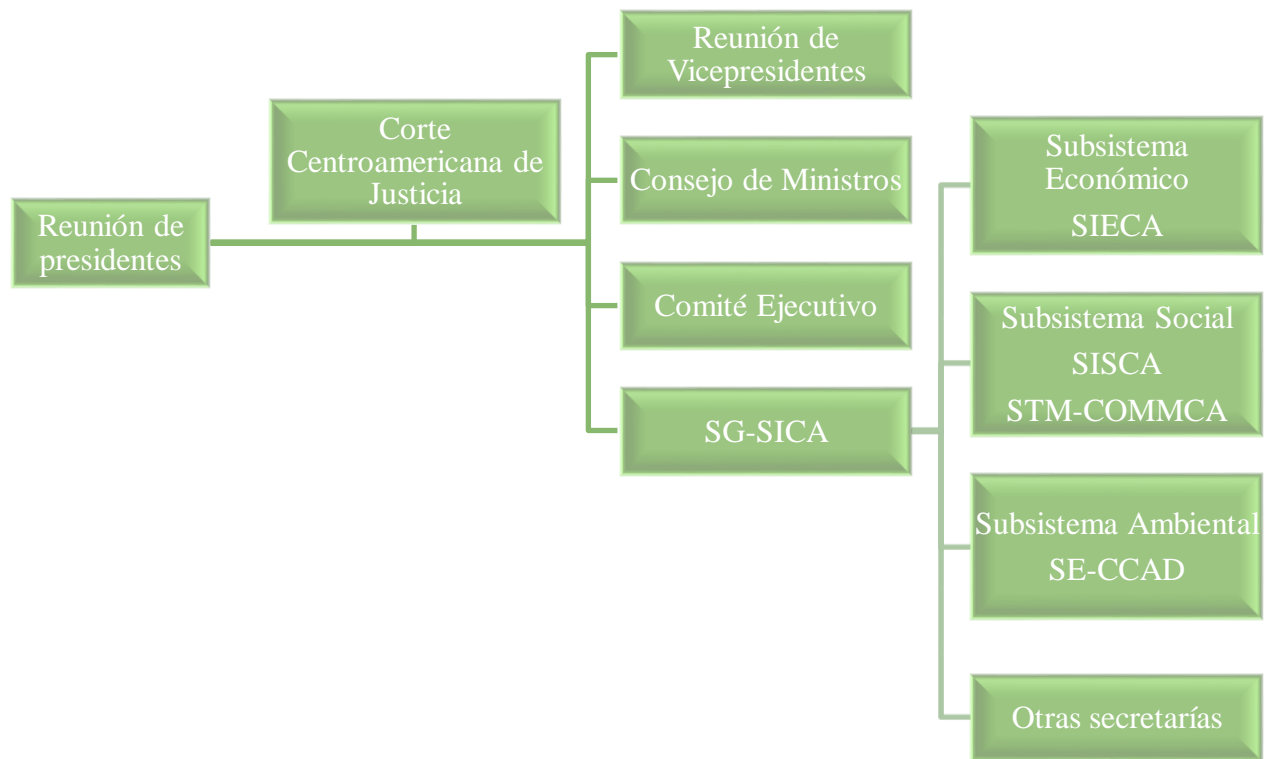 Reunión de
presidentes
Corte
Centroamericana de
Justicia
Reunión de
Vicepresidentes
Consejo de Ministros
Comité Ejecutivo
SG-SICA
Subsistema
Económico
SIECA
Subsistema Social
SISCA
STM-COMMCA
Subsistema Ambiental
SE-CCAD
Otras secretarías